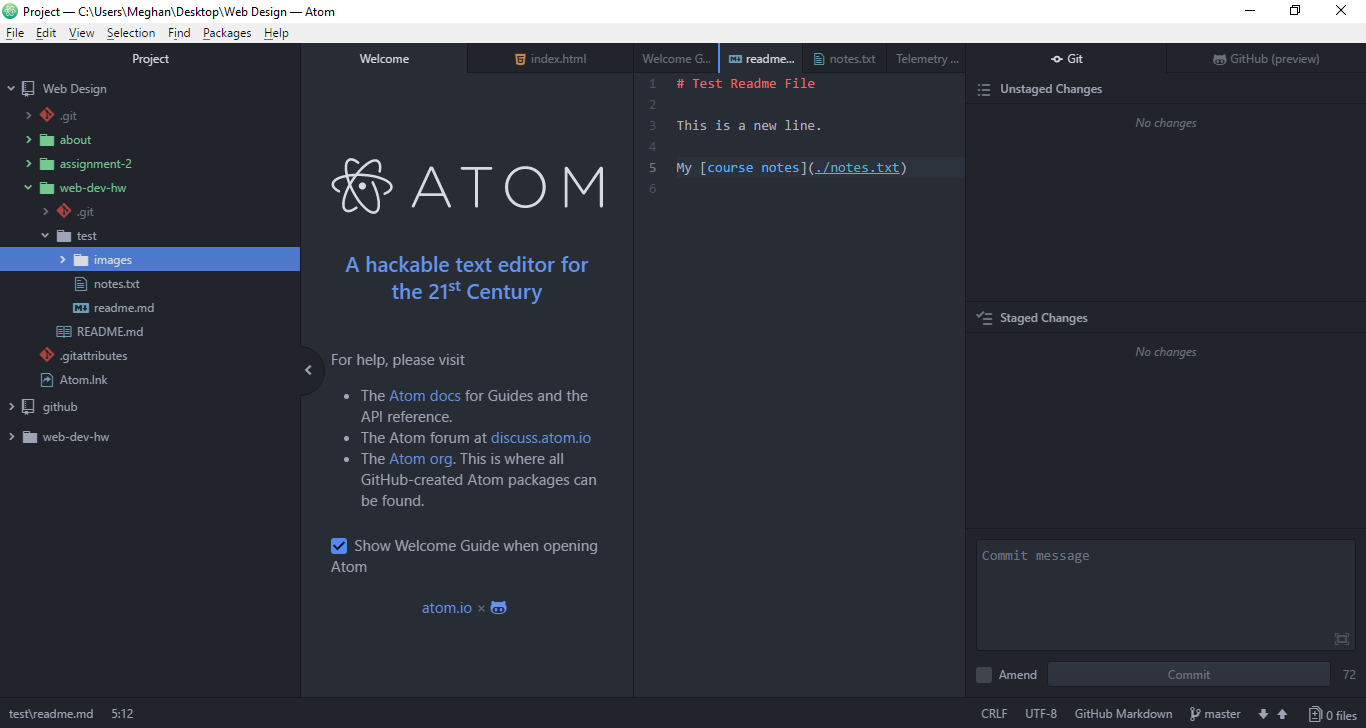 Project — C:\Users\Meghan\Desktop\Web Design — Atom
File Edit View Selection Find Packages Help
Project
Web Design
.git
about
assignment-2
web-dev-hw
.git
test
images
notes.txt
readme.md
README.md
.gitattributes
Atom.lnk
github
web-dev-hw
Welcome
index.html
ATOM
A hackable text editor for
the 21st Century
For help, please visit
• The Atom docs for Guides and the
API reference.
• The Atom forum at discuss.atom.io
• The Atom org. This is where all
GitHub-created Atom packages can
be found.
Show Welcome Guide when opening
Atom
atom.io ×
Welcome G...
readme...
notes.txt
Telemetry ...
1 # Test Readme File
2
3 This is a new line.
4
5 My [course notes](./notes.txt)
6
Git
GitHub (preview)
Unstaged Changes
No changes
Staged Changes
No changes
Commit message
Amend
Commit
72
test\readme.md 5:12
CRLF UTF-8 GitHub Markdown master 0 files